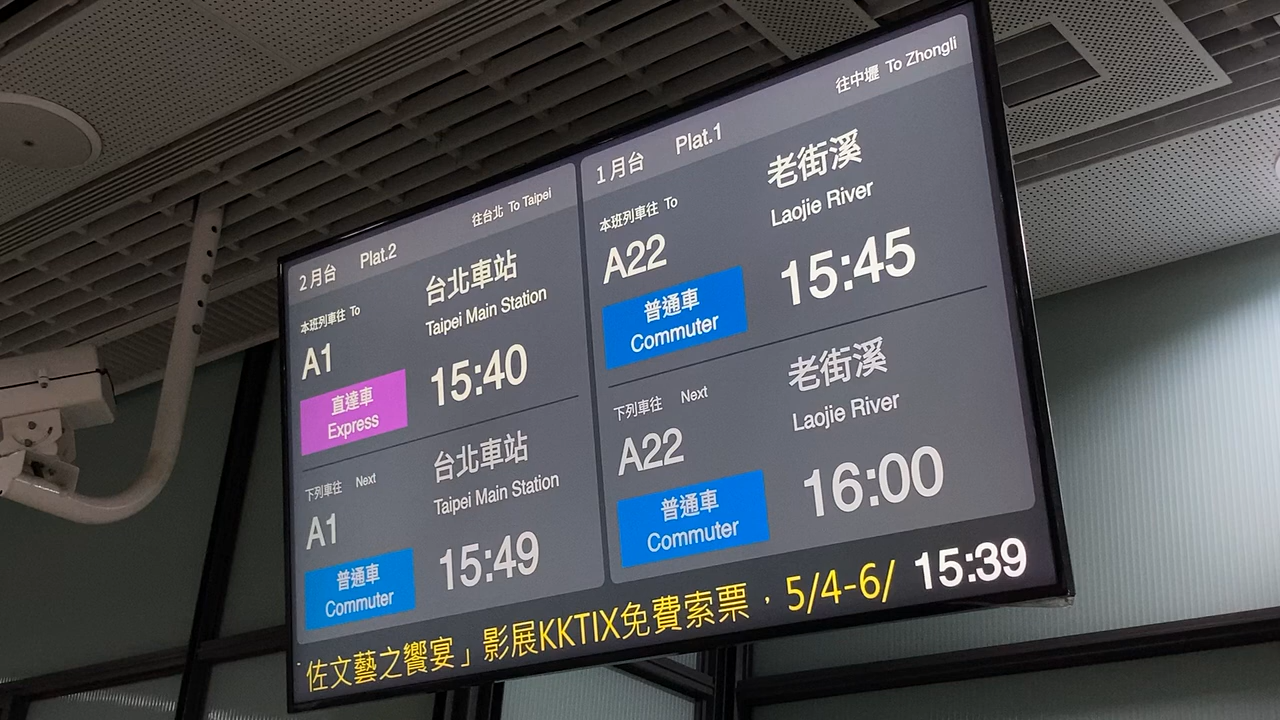 2月台 Plat.2 往台北 To Taipei
本班列車往 To
台北車站
Taipei Main Station
A1
直達車
Express
15:40
下列車往 Next
台北車站
Taipei Main Station
A1
普通車
Commuter
15:49
1月台 Plat.1 往中壢 To Zhongli
本班列車往 To
老街溪
Laojie River
A22
普通車
Commuter
15:45
下列車往 Next
老街溪
Laojie River
A22
普通車
Commuter
16:00
佐文藝之饗宴」影展KKTIX免費索票，5/4-6/ 15:39